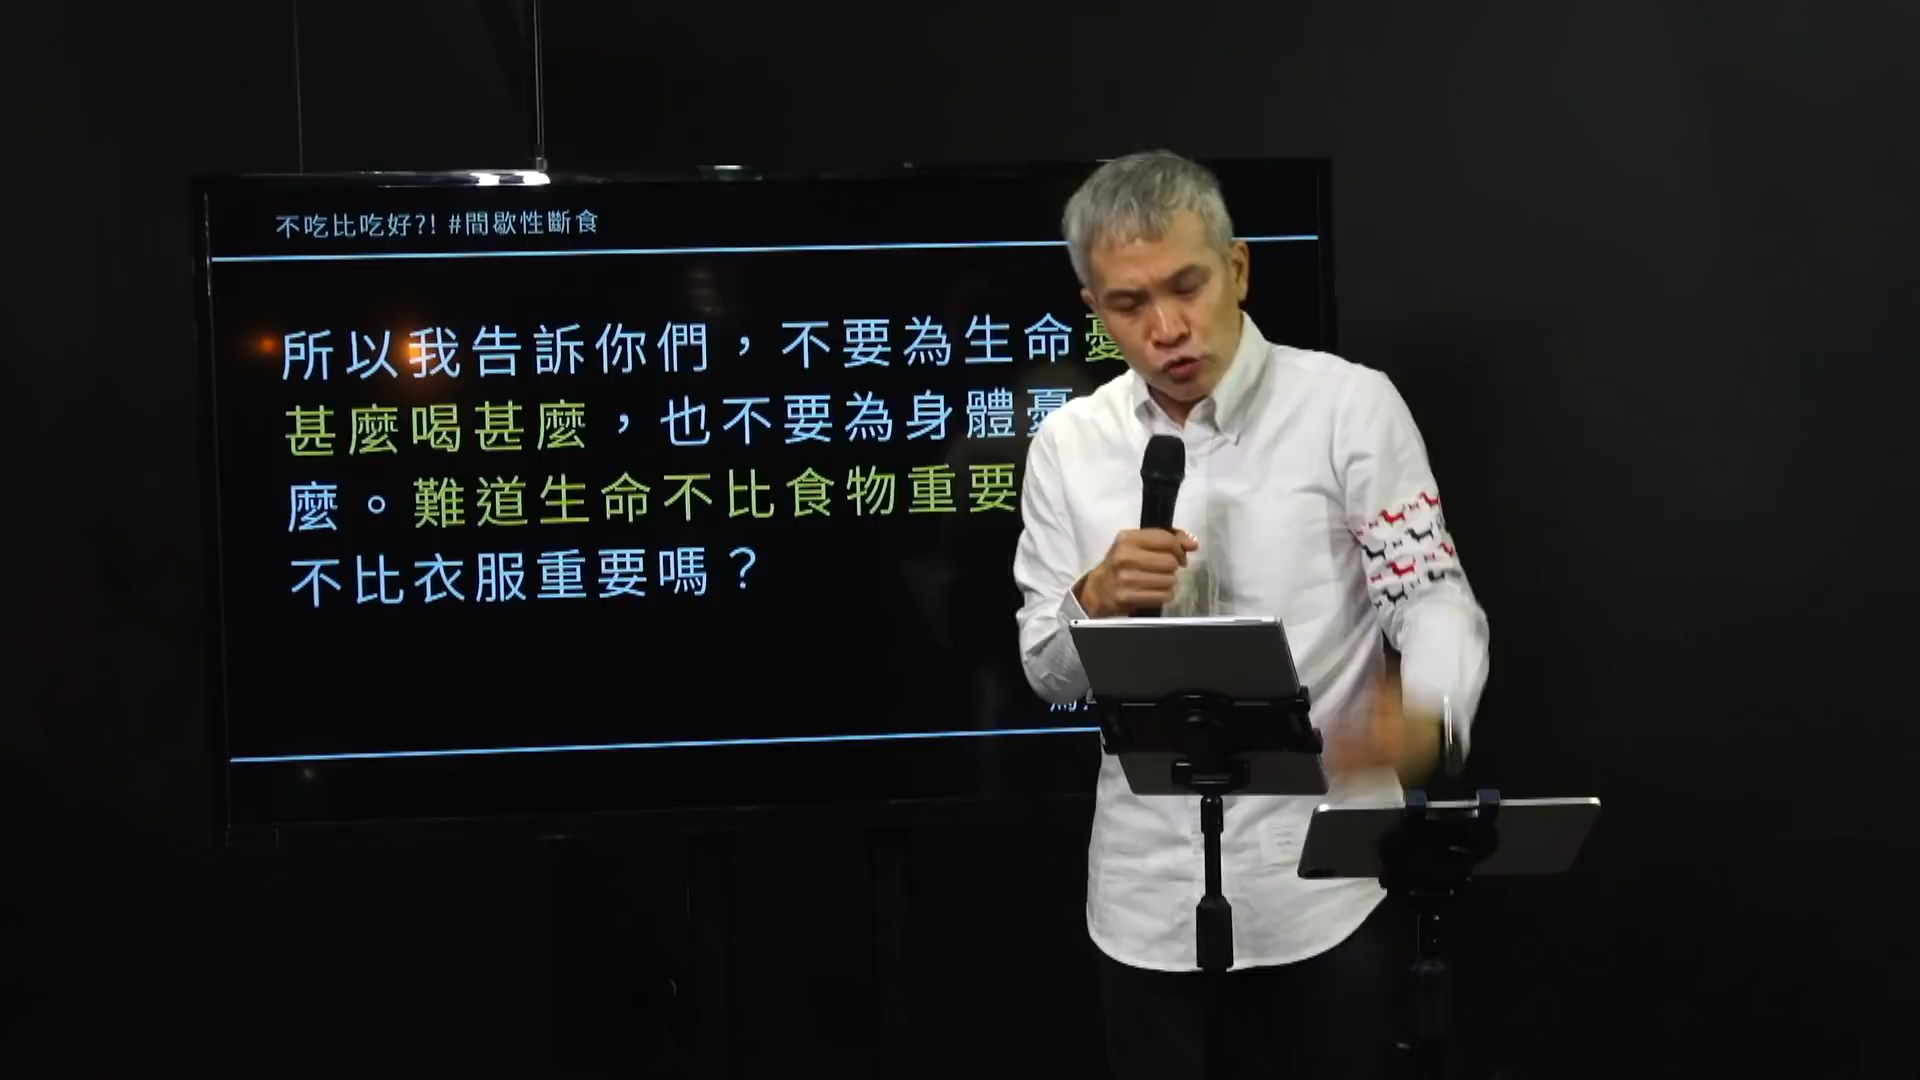 不吃比吃好?! #間歇性斷食
所以我告訴你們，不要為生命憂
甚麼喝甚麼，也不要為身體憂
麼。難道生命不比食物重要
不比衣服重要嗎？